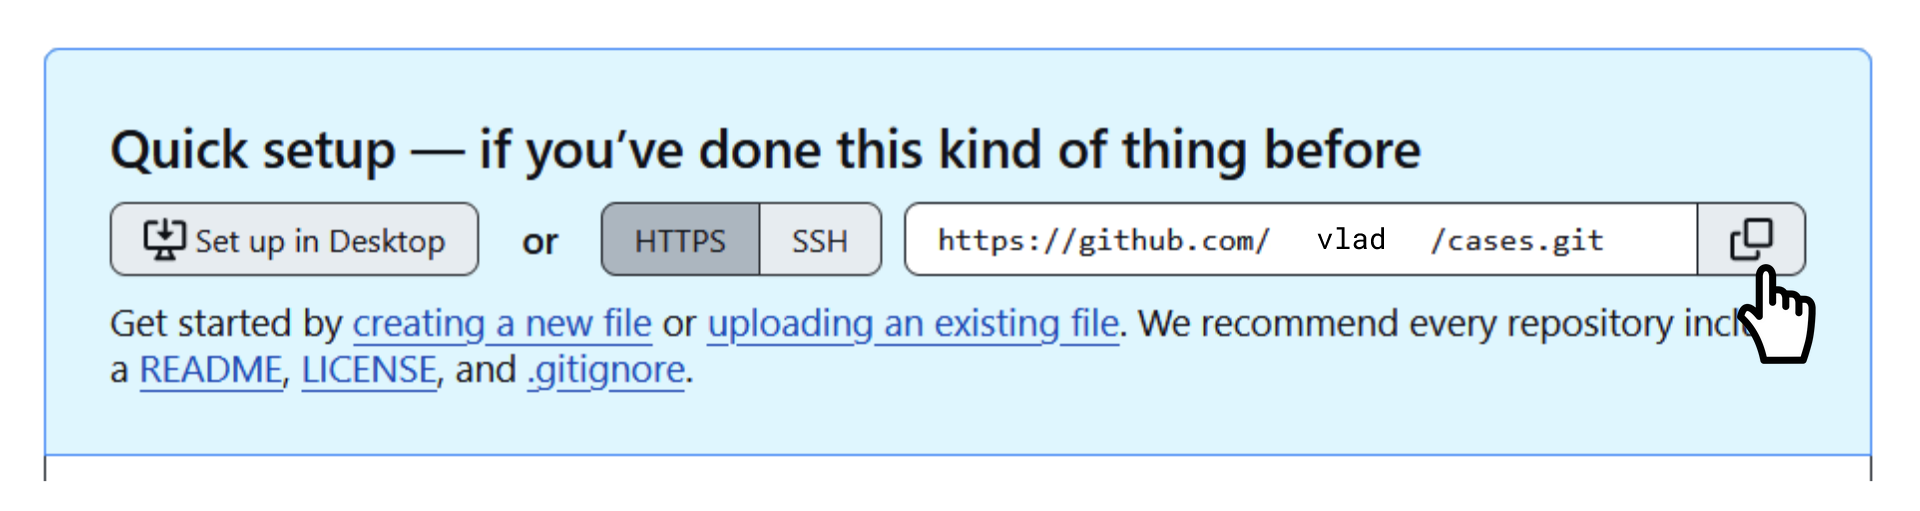 Quick setup — if you’ve done this kind of thing before
Set up in Desktop or HTTPS SSH https://github.com/ vlad /cases.git
Get started by creating a new file or uploading an existing file. We recommend every repository
a README, LICENSE, and .gitignore.